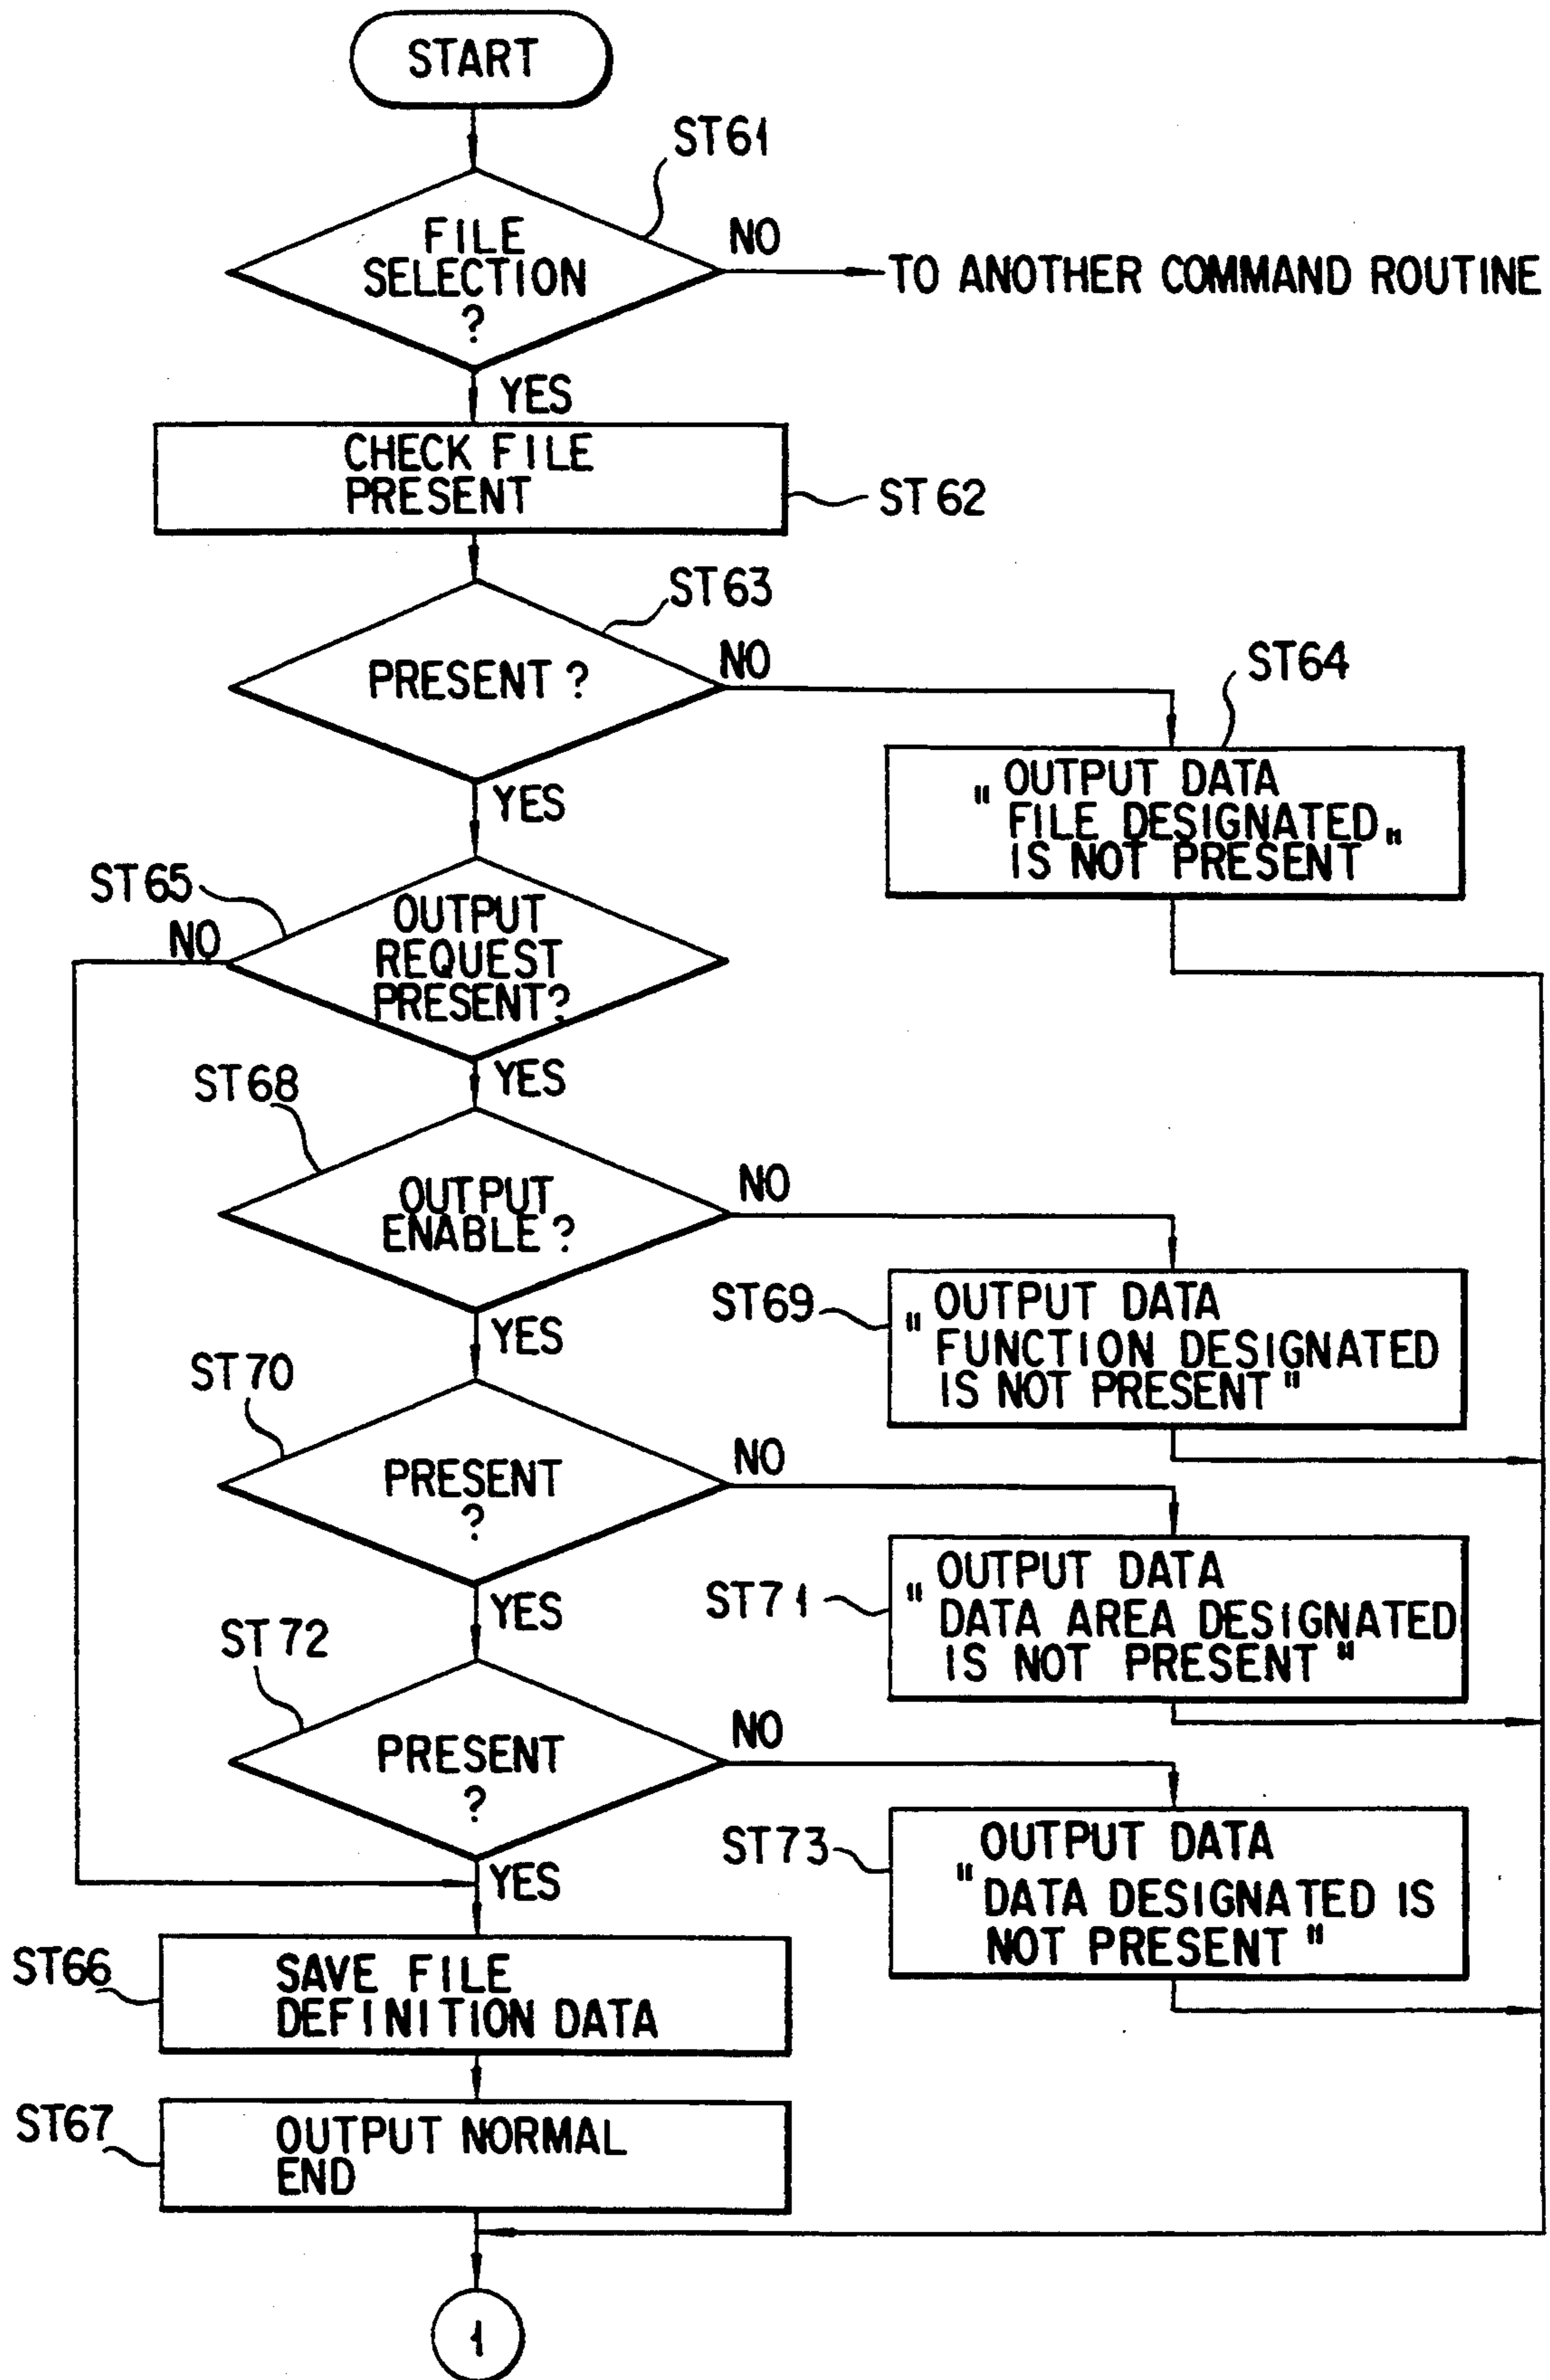 START
ST61
FILE
SELECTION
?
NO
TO ANOTHER COMMAND ROUTINE
YES
CHECK FILE
PRESENT
ST62
ST63
PRESENT ?
NO
ST64
YES
OUTPUT DATA
" FILE DESIGNATED "
IS NOT PRESENT
ST65
NO
OUTPUT
REQUEST
PRESENT?
YES
ST68
OUTPUT
ENABLE ?
NO
YES
ST69
OUTPUT DATA
" FUNCTION DESIGNATED
IS NOT PRESENT "
ST70
PRESENT
?
NO
YES
ST71
OUTPUT DATA
" DATA AREA DESIGNATED
IS NOT PRESENT "
ST72
PRESENT
?
NO
YES
ST73
OUTPUT DATA
" DATA DESIGNATED IS
NOT PRESENT "
ST66
SAVE FILE
DEFINITION DATA
ST67
OUTPUT NORMAL
END
1